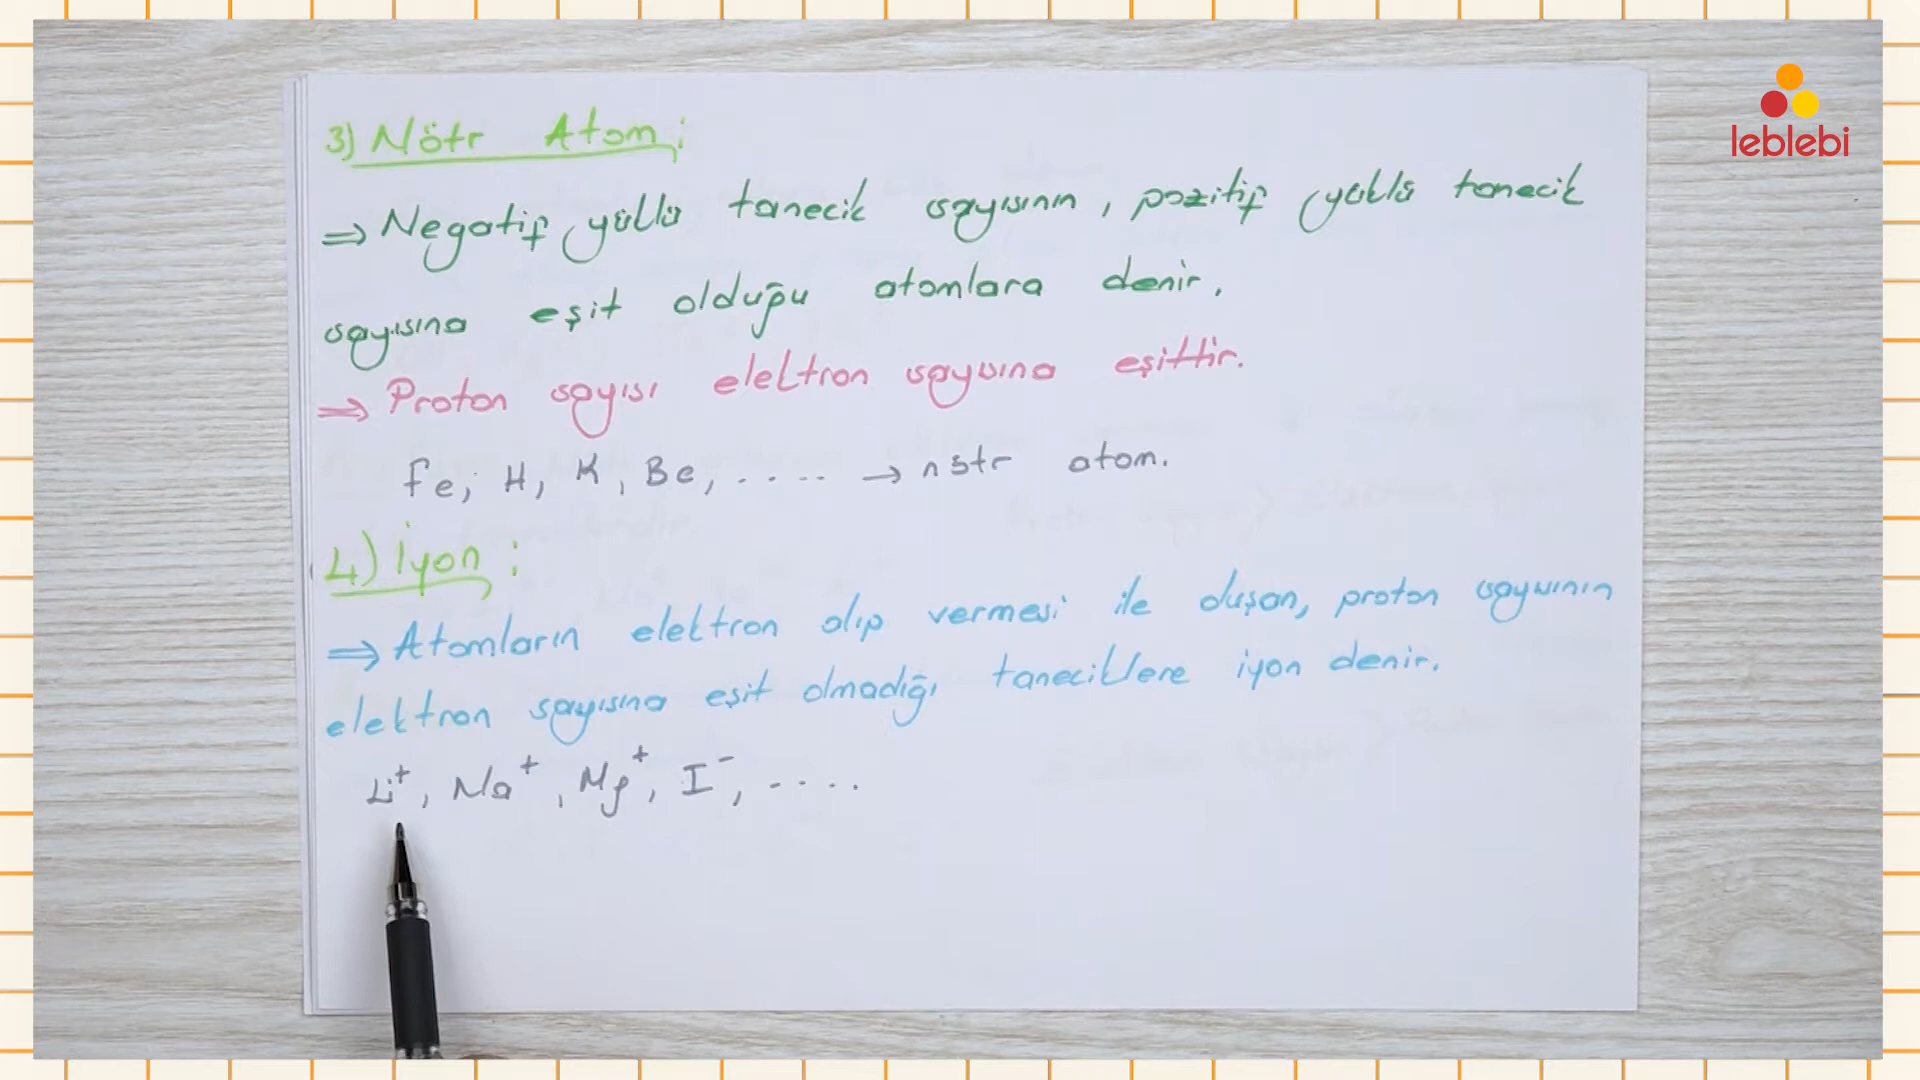 leblebi
3) Nötr Atom:
⇒ Negatif yüklü tanecik sayısının, pozitif yüklü tanecik
sayısına eşit olduğu atomlara denir.
⇒ Proton sayısı elektron sayısına eşittir.
Fe, H, K, Be, .... → nötr atom.
4) İyon:
⇒ Atomların elektron alıp vermesi ile oluşan, proton sayısının
elektron sayısına eşit olmadığı taneciklere iyon denir.
Li⁺, Na⁺, Mg⁺, I⁻, ....